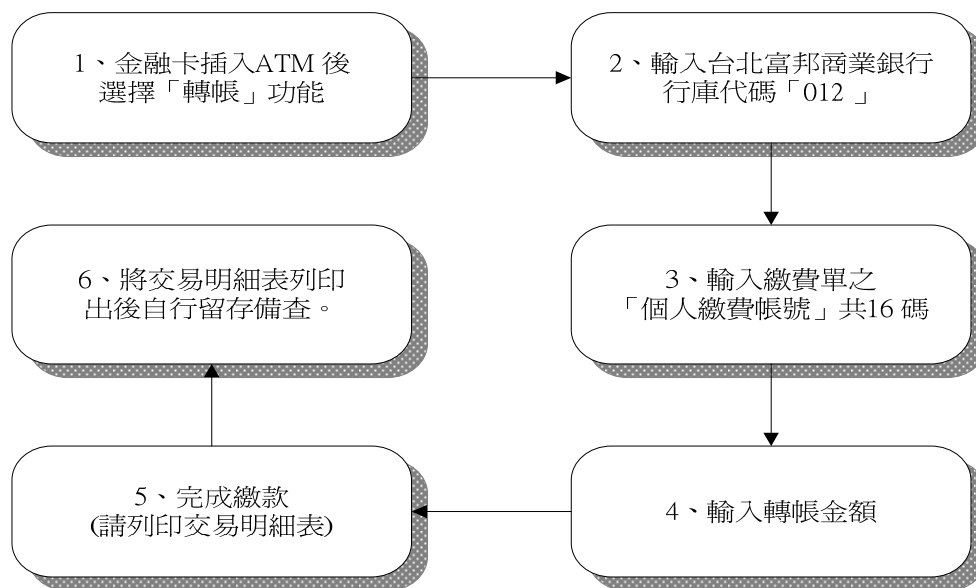 1、金融卡插入ATM 後
選擇「轉帳」功能
2、輸入台北富邦商業銀行
行庫代碼「012 」
3、輸入繳費單之
「個人繳費帳號」共16 碼
4、輸入轉帳金額
5、完成繳款
(請列印交易明細表)
6、將交易明細表列印
出後自行留存備查。